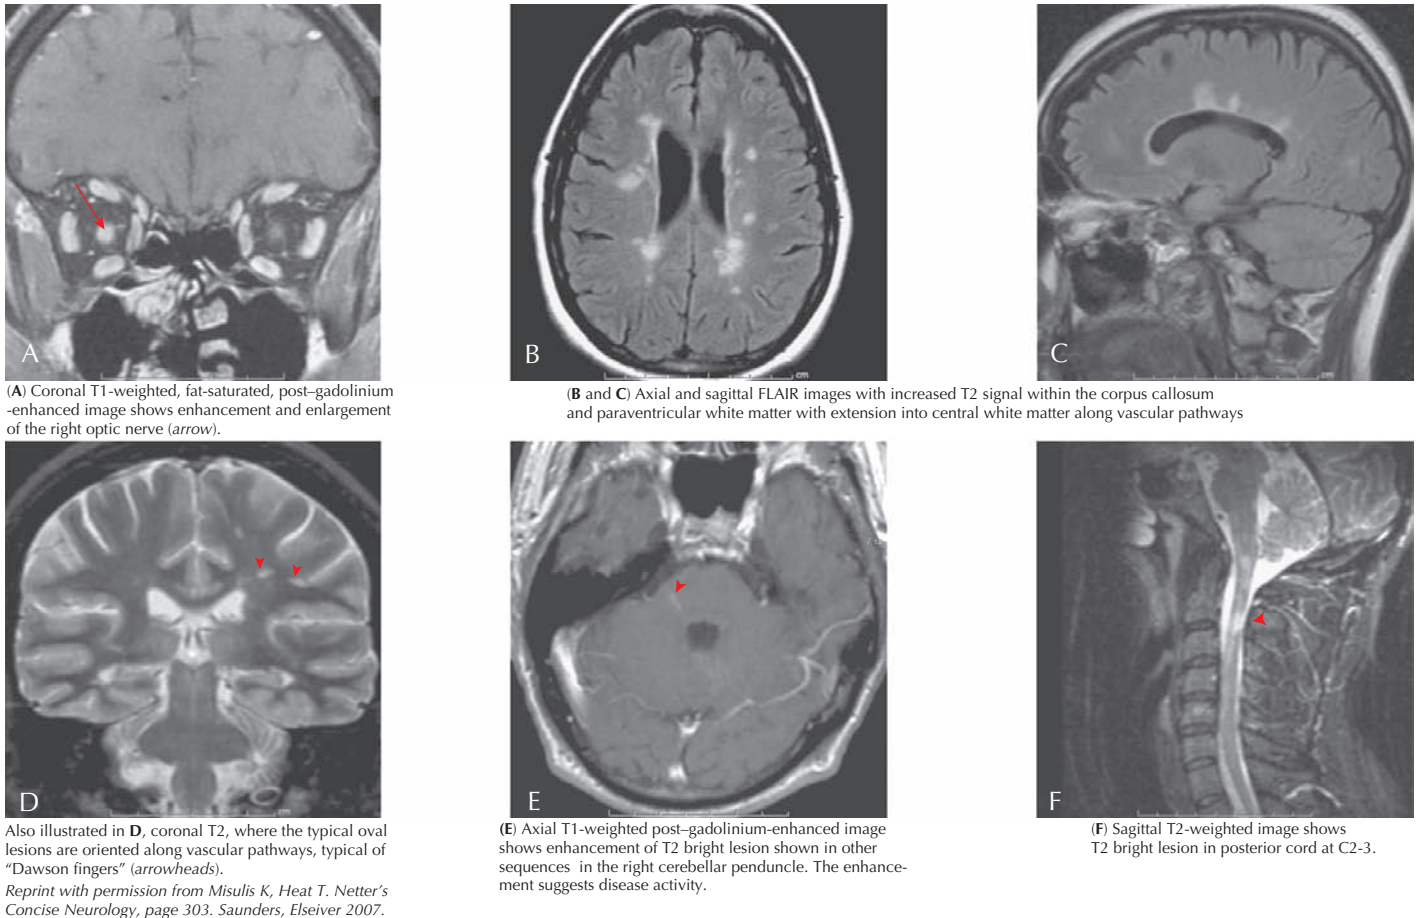 A
B
C
cm
cm
(A) Coronal T1-weighted, fat-saturated, post–gadolinium
-enhanced image shows enhancement and enlargement
of the right optic nerve (arrow).
(B and C) Axial and sagittal FLAIR images with increased T2 signal within the corpus callosum
and paraventricular white matter with extension into central white matter along vascular pathways
D
E
F
Also illustrated in D, coronal T2, where the typical oval
lesions are oriented along vascular pathways, typical of
“Dawson fingers” (arrowheads).
Reprint with permission from Misulis K, Heat T. Netter’s
Concise Neurology, page 303. Saunders, Elseiver 2007.
(E) Axial T1-weighted post–gadolinium-enhanced image
shows enhancement of T2 bright lesion shown in other
sequences in the right cerebellar penduncle. The enhance-
ment suggests disease activity.
(F) Sagittal T2-weighted image shows
T2 bright lesion in posterior cord at C2-3.